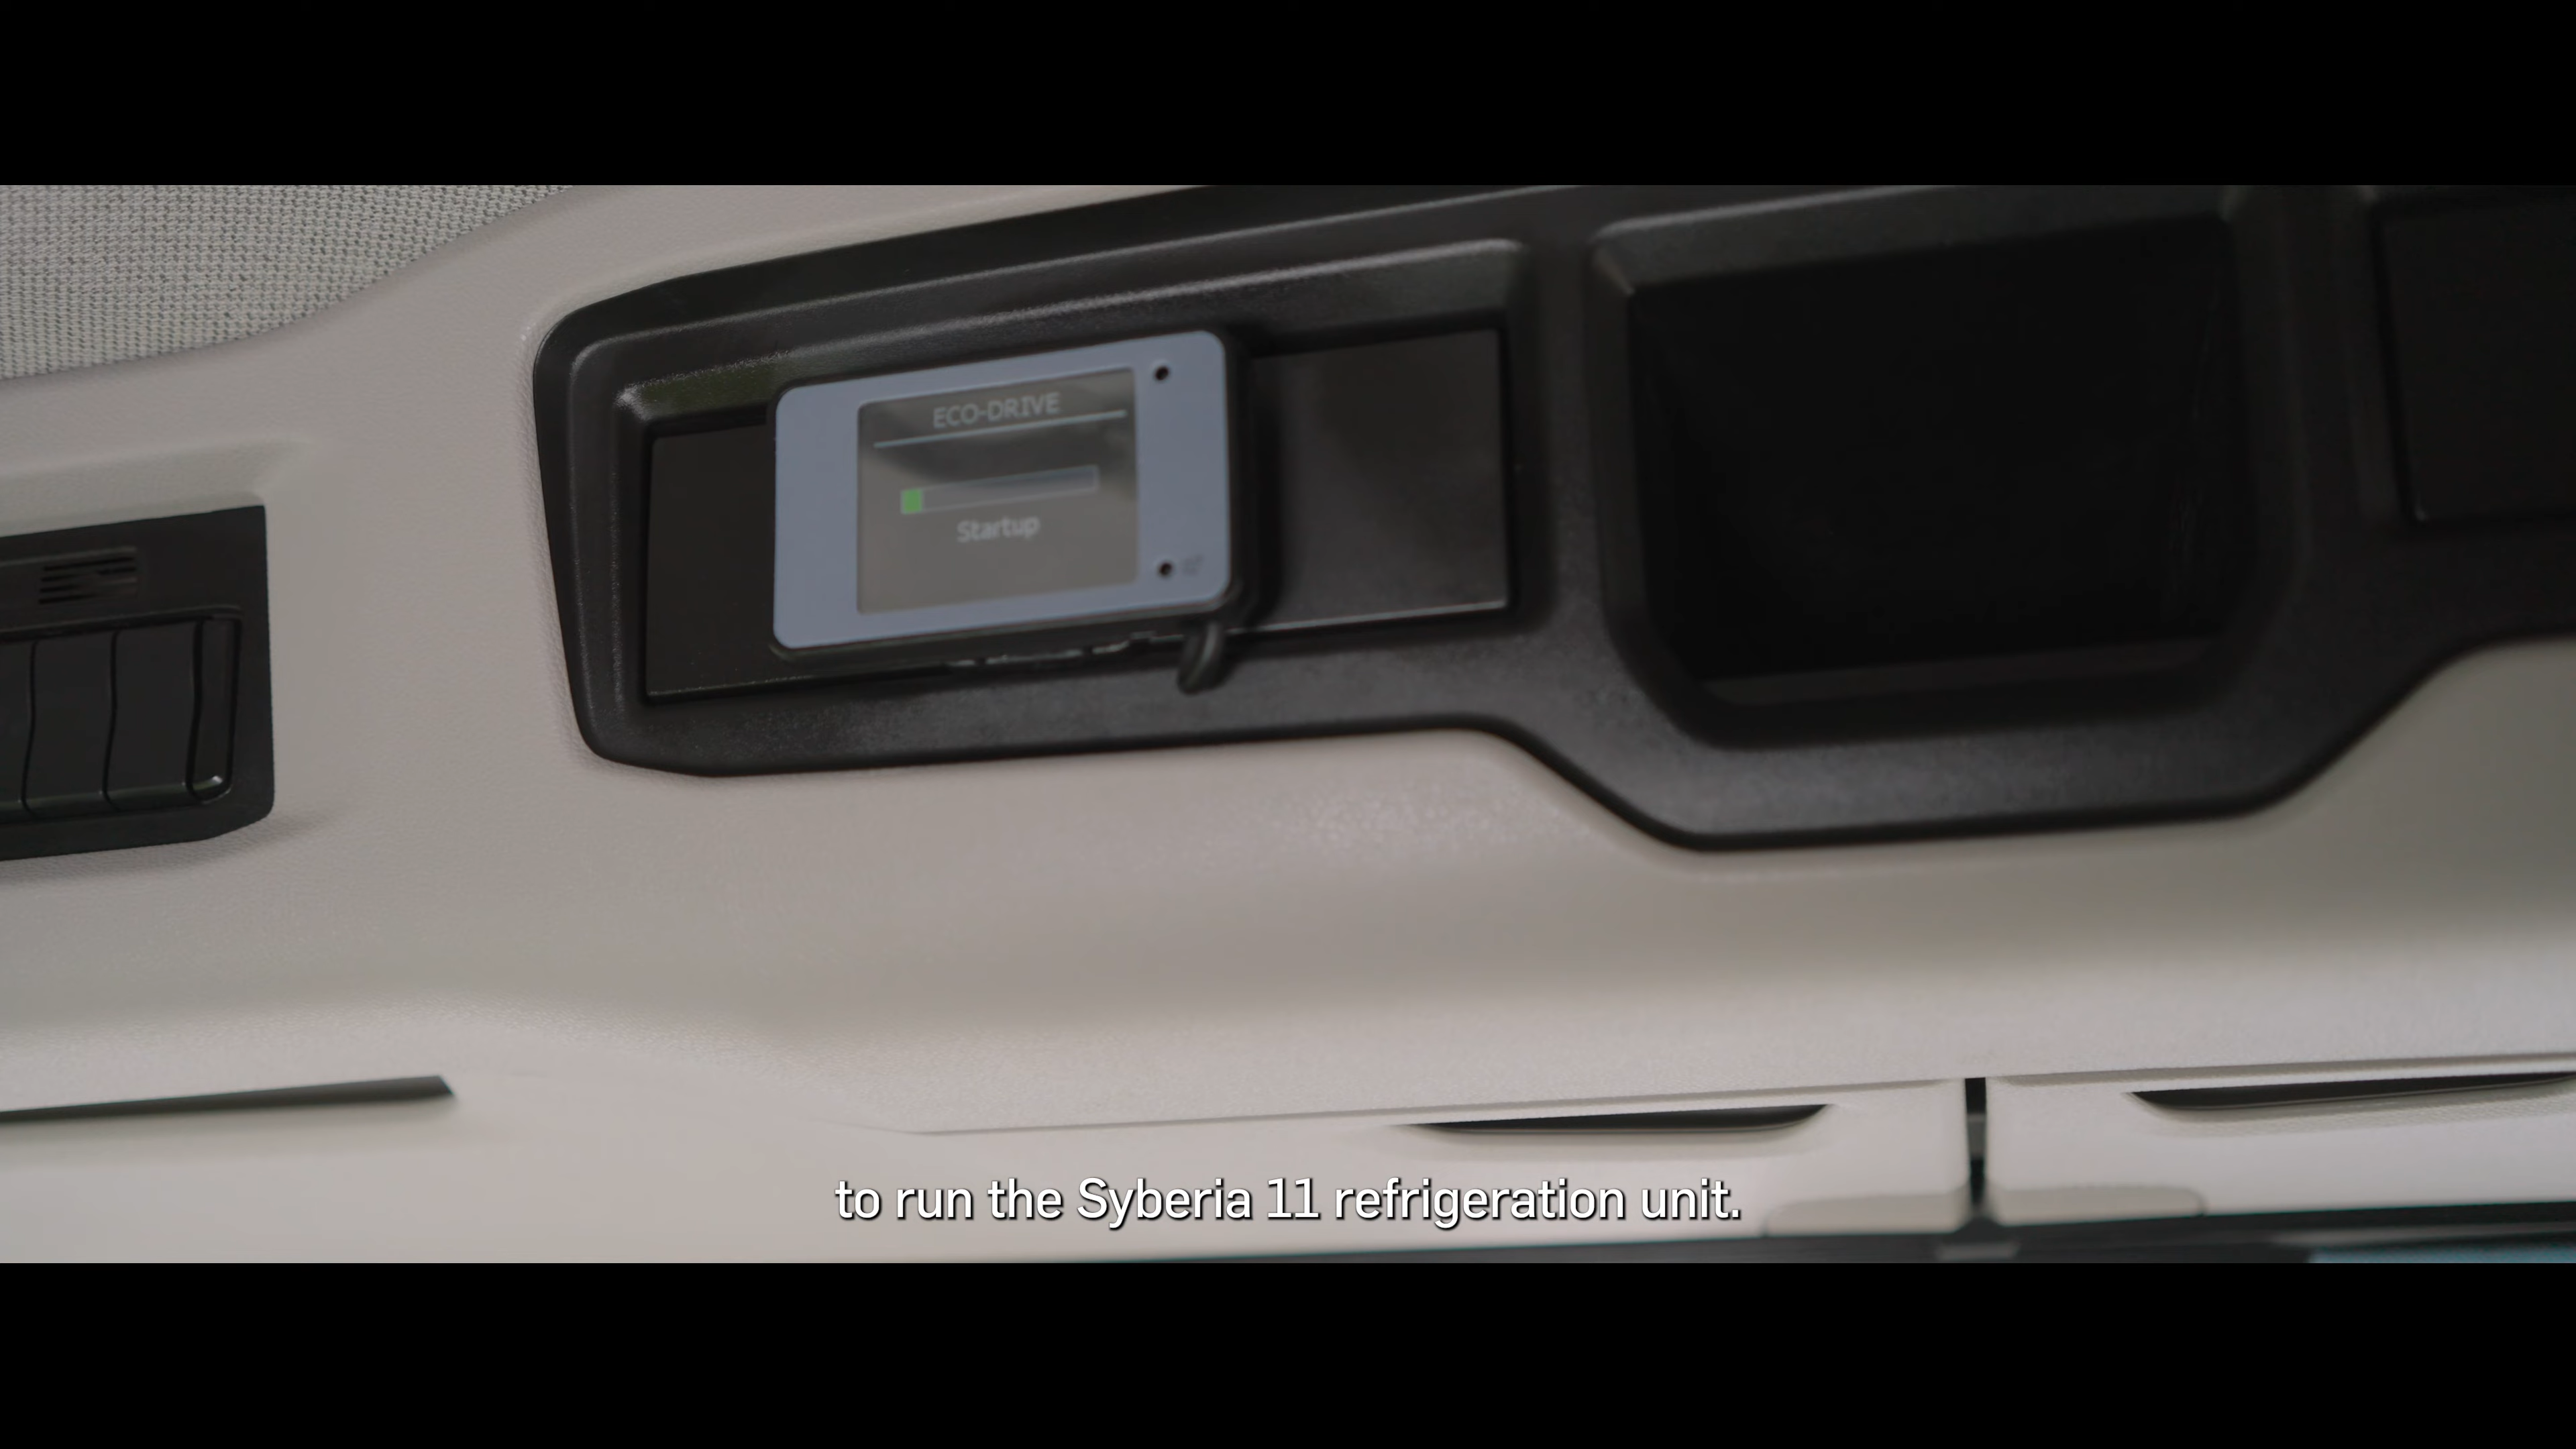 ECO-DRIVE
Startup
to run the Syberia 11 refrigeration unit.